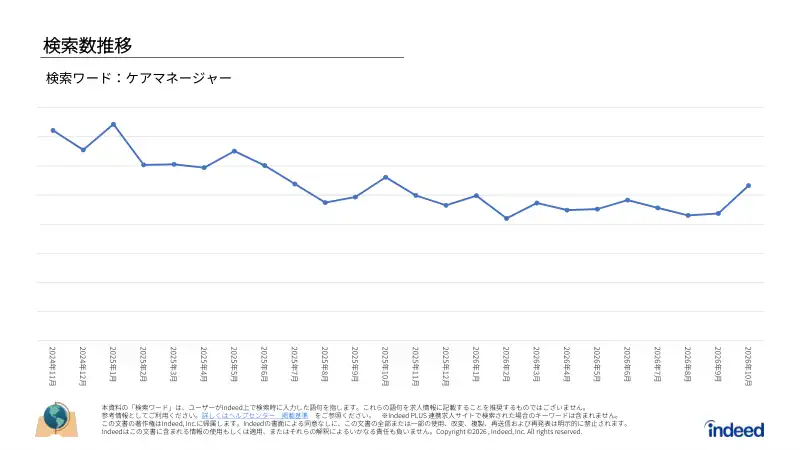 検索数推移
検索ワード：ケアマネージャー
2024年11月
2024年12月
2025年1月
2025年2月
2025年3月
2025年4月
2025年5月
2025年6月
2025年7月
2025年8月
2025年9月
2025年10月
2025年11月
2025年12月
2026年1月
2026年2月
2026年3月
2026年4月
2026年5月
2026年6月
2026年7月
2026年8月
2026年9月
2026年10月
本資料の「検索ワード」は、ユーザーがIndeed上で検索時に入力した語句を指します。これらの語句を求人情報に記載することを推奨するものではございません。
参考情報としてご利用ください。詳しくはヘルプセンター　掲載基準　をご参照ください。　※Indeed PLUS 連携求人サイトで検索された場合のキーワードは含まれません。
この文書の著作権はIndeed, Inc.に帰属します。Indeedの書面による同意なしに、この文書の全部または一部の使用、改変、複製、再送信および再発表は明示的に禁止されます。
Indeedはこの文書に含まれる情報の使用もしくは適用、またはそれらの解釈によるいかなる責任も負いません。Copyright ©2026 , Indeed, Inc. All rights reserved.
indeed